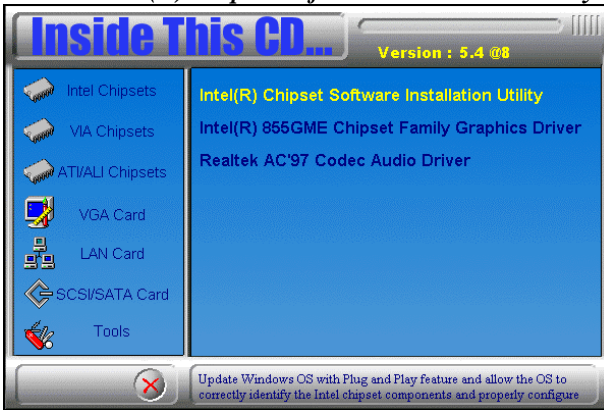 Inside This CD...
Version : 5.4 @8
Intel Chipsets
VIA Chipsets
ATI/ALI Chipsets
VGA Card
LAN Card
SCSI/SATA Card
Tools
Intel(R) Chipset Software Installation Utility
Intel(R) 855GME Chipset Family Graphics Driver
Realtek AC'97 Codec Audio Driver
Update Windows OS with Plug and Play feature and allow the OS to
correctly identify the Intel chipset components and properly configure